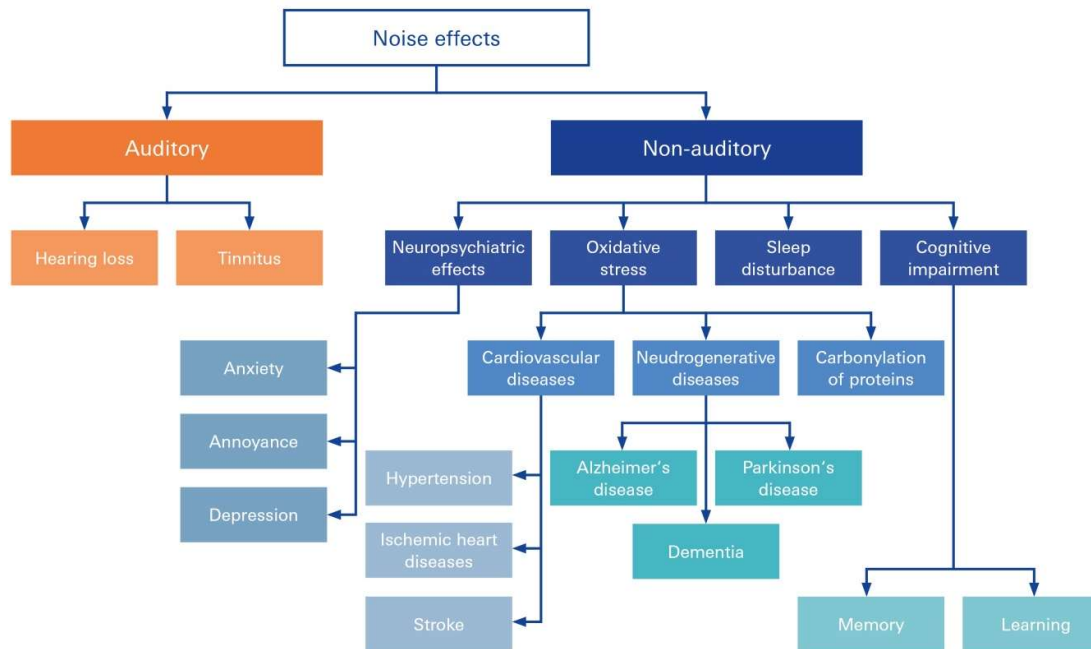 Noise effects
Auditory
Non-auditory
Hearing loss
Tinnitus
Neuropsychiatric
effects
Oxidative
stress
Sleep
disturbance
Cognitive
impairment
Anxiety
Annoyance
Depression
Cardiovascular
diseases
Neudrogenerative
diseases
Carbonylation
of proteins
Hypertension
Ischemic heart
diseases
Stroke
Alzheimer's
disease
Parkinson's
disease
Dementia
Memory
Learning